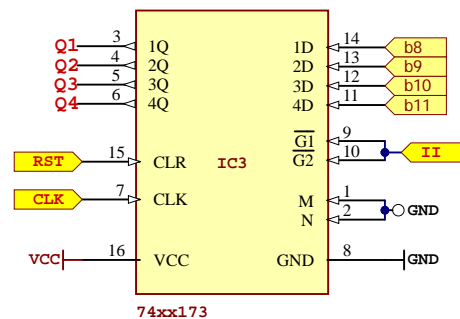 Q1 3 1Q 1D 14 b8
Q2 4 2Q 2D 13 b9
Q3 5 3Q 3D 12 b10
Q4 6 4Q 4D 11 b11
G1 9
G2 10 II
RST 15 CLR IC3
CLK 7 CLK M 1
N 2 GND
VCC 16 VCC GND 8 GND
74xx173